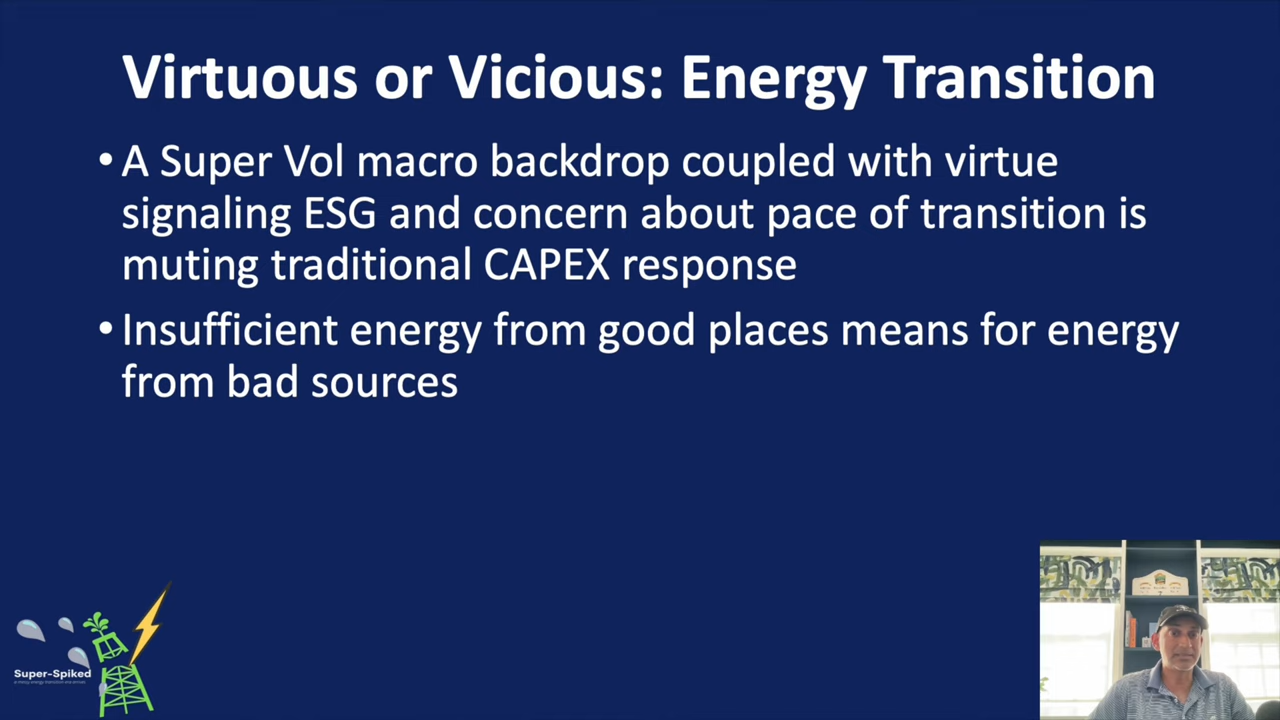 Virtuous or Vicious: Energy Transition
• A Super Vol macro backdrop coupled with virtue
signaling ESG and concern about pace of transition is
muting traditional CAPEX response
• Insufficient energy from good places means for energy
from bad sources
Super-Spiked